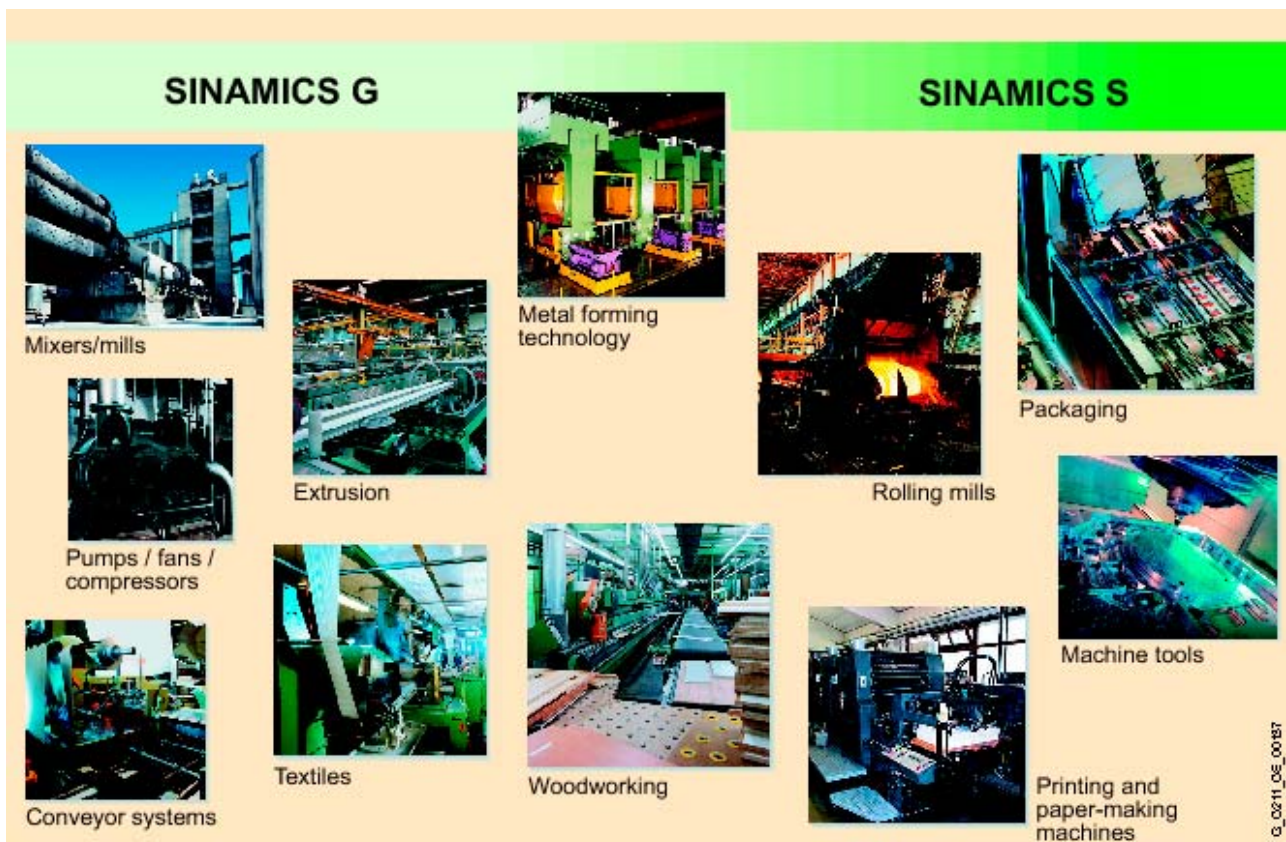 SINAMICS G
SINAMICS S
Mixers/mills
Metal forming
technology
Packaging
Extrusion
Rolling mills
Pumps / fans /
compressors
Machine tools
Textiles
Woodworking
Conveyor systems
Printing and
paper-making
machines
G_D211_DE_00187